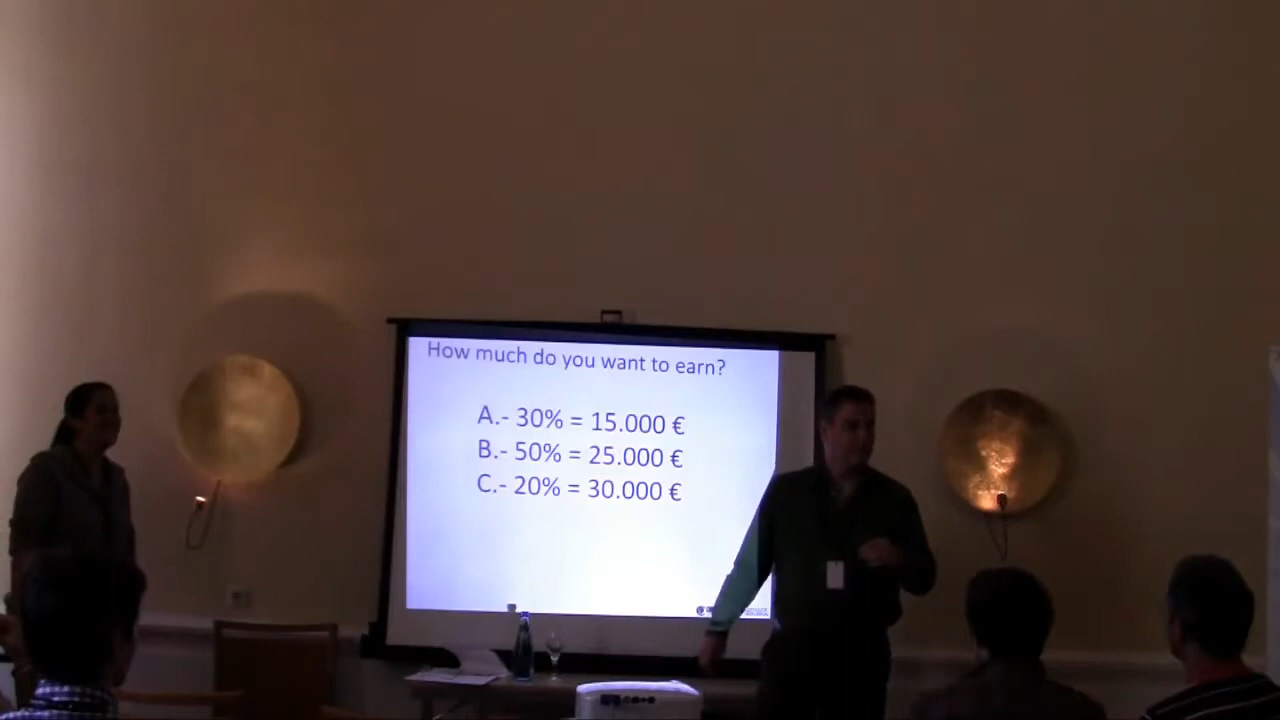 How much do you want to earn?
A.- 30% = 15.000 €
B.- 50% = 25.000 €
C.- 20% = 30.000 €